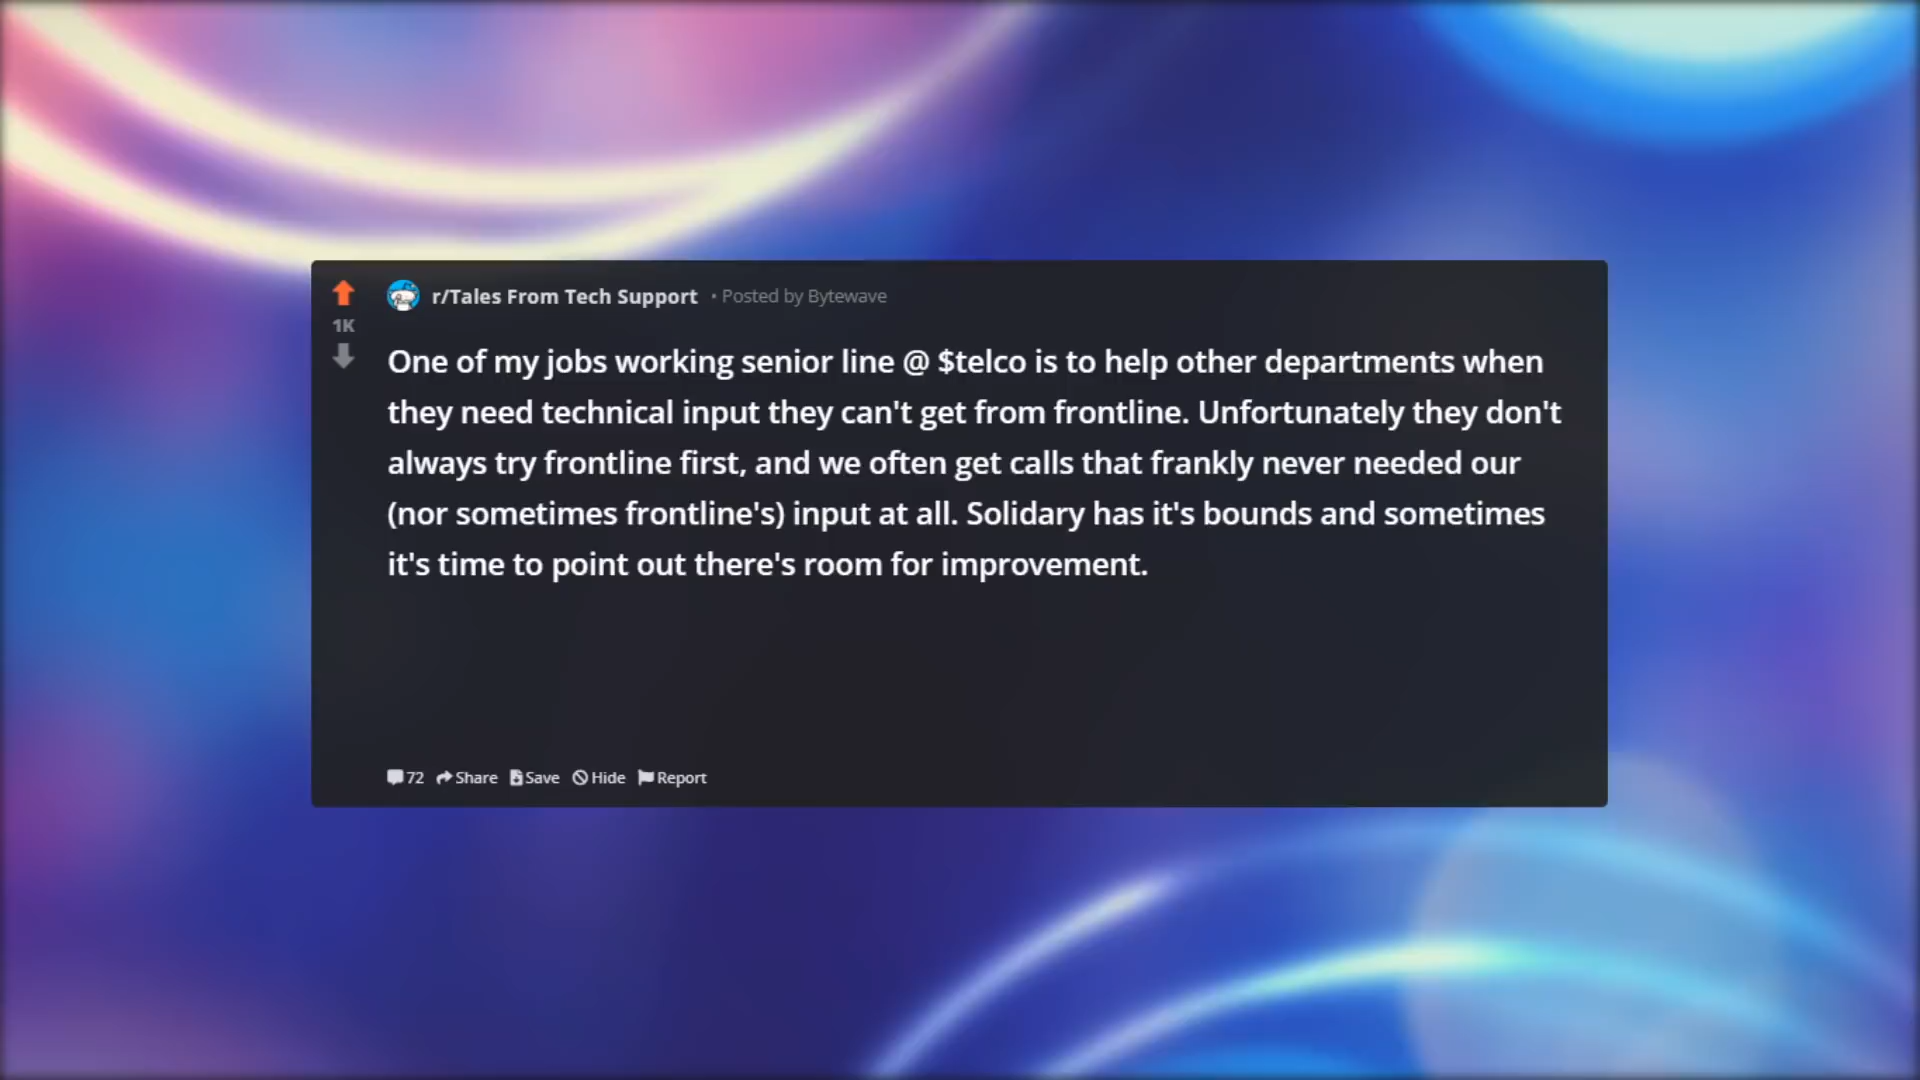 r/Tales From Tech Support • Posted by Bytewave
1K
One of my jobs working senior line @ $telco is to help other departments when
they need technical input they can't get from frontline. Unfortunately they don't
always try frontline first, and we often get calls that frankly never needed our
(nor sometimes frontline's) input at all. Solidary has it's bounds and sometimes
it's time to point out there's room for improvement.
72 Share Save Hide Report